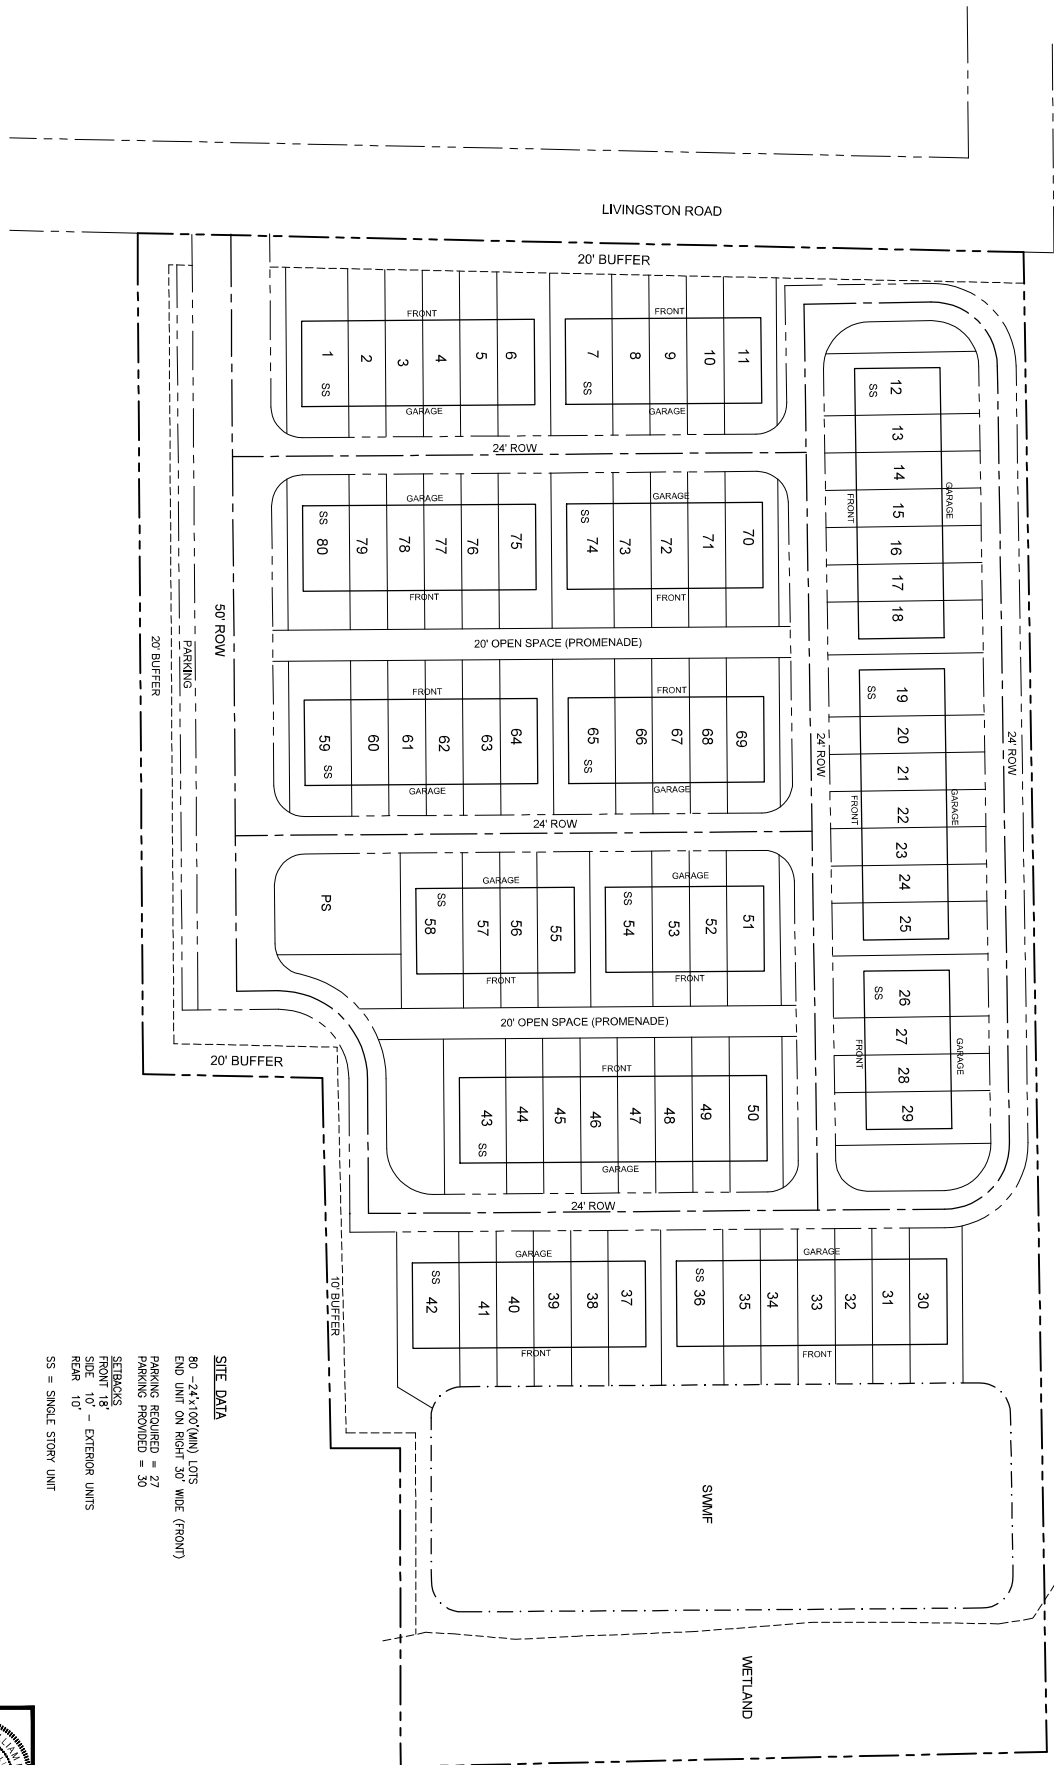 LIVINGSTON ROAD
20' BUFFER
FRONT
1
SS
2
3
4
5
6
GARAGE
FRONT
7
SS
8
9
10
11
GARAGE
12
SS
13
14
15
16
17
18
GARAGE
FRONT
24' ROW
GARAGE
SS
80
79
78
77
76
75
FRONT
GARAGE
SS
74
73
72
71
70
FRONT
20' OPEN SPACE (PROMENADE)
50' ROW
PARKING
20' BUFFER
FRONT
59
SS
60
61
62
63
64
GARAGE
FRONT
65
SS
66
67
68
69
GARAGE
19
SS
20
21
22
23
24
25
GARAGE
FRONT
24' ROW
24' ROW
24' ROW
PS
GARAGE
SS
58
57
56
55
FRONT
GARAGE
SS
54
53
52
51
FRONT
20' OPEN SPACE (PROMENADE)
26
SS
27
28
29
GARAGE
FRONT
20' BUFFER
FRONT
43
SS
44
45
46
47
48
49
50
GARAGE
24' ROW
GARAGE
SS
42
41
40
39
38
37
FRONT
GARAGE
SS
36
35
34
33
32
31
30
FRONT
10' BUFFER
SWMF
WETLAND
SITE DATA
80 -24'x100'(MIN) LOTS
END UNIT ON RIGHT 30' WIDE (FRONT)
PARKING REQUIRED = 27
PARKING PROVIDED = 30
SETBACKS
FRONT 18'
SIDE 10' - EXTERIOR UNITS
REAR 10'
SS = SINGLE STORY UNIT